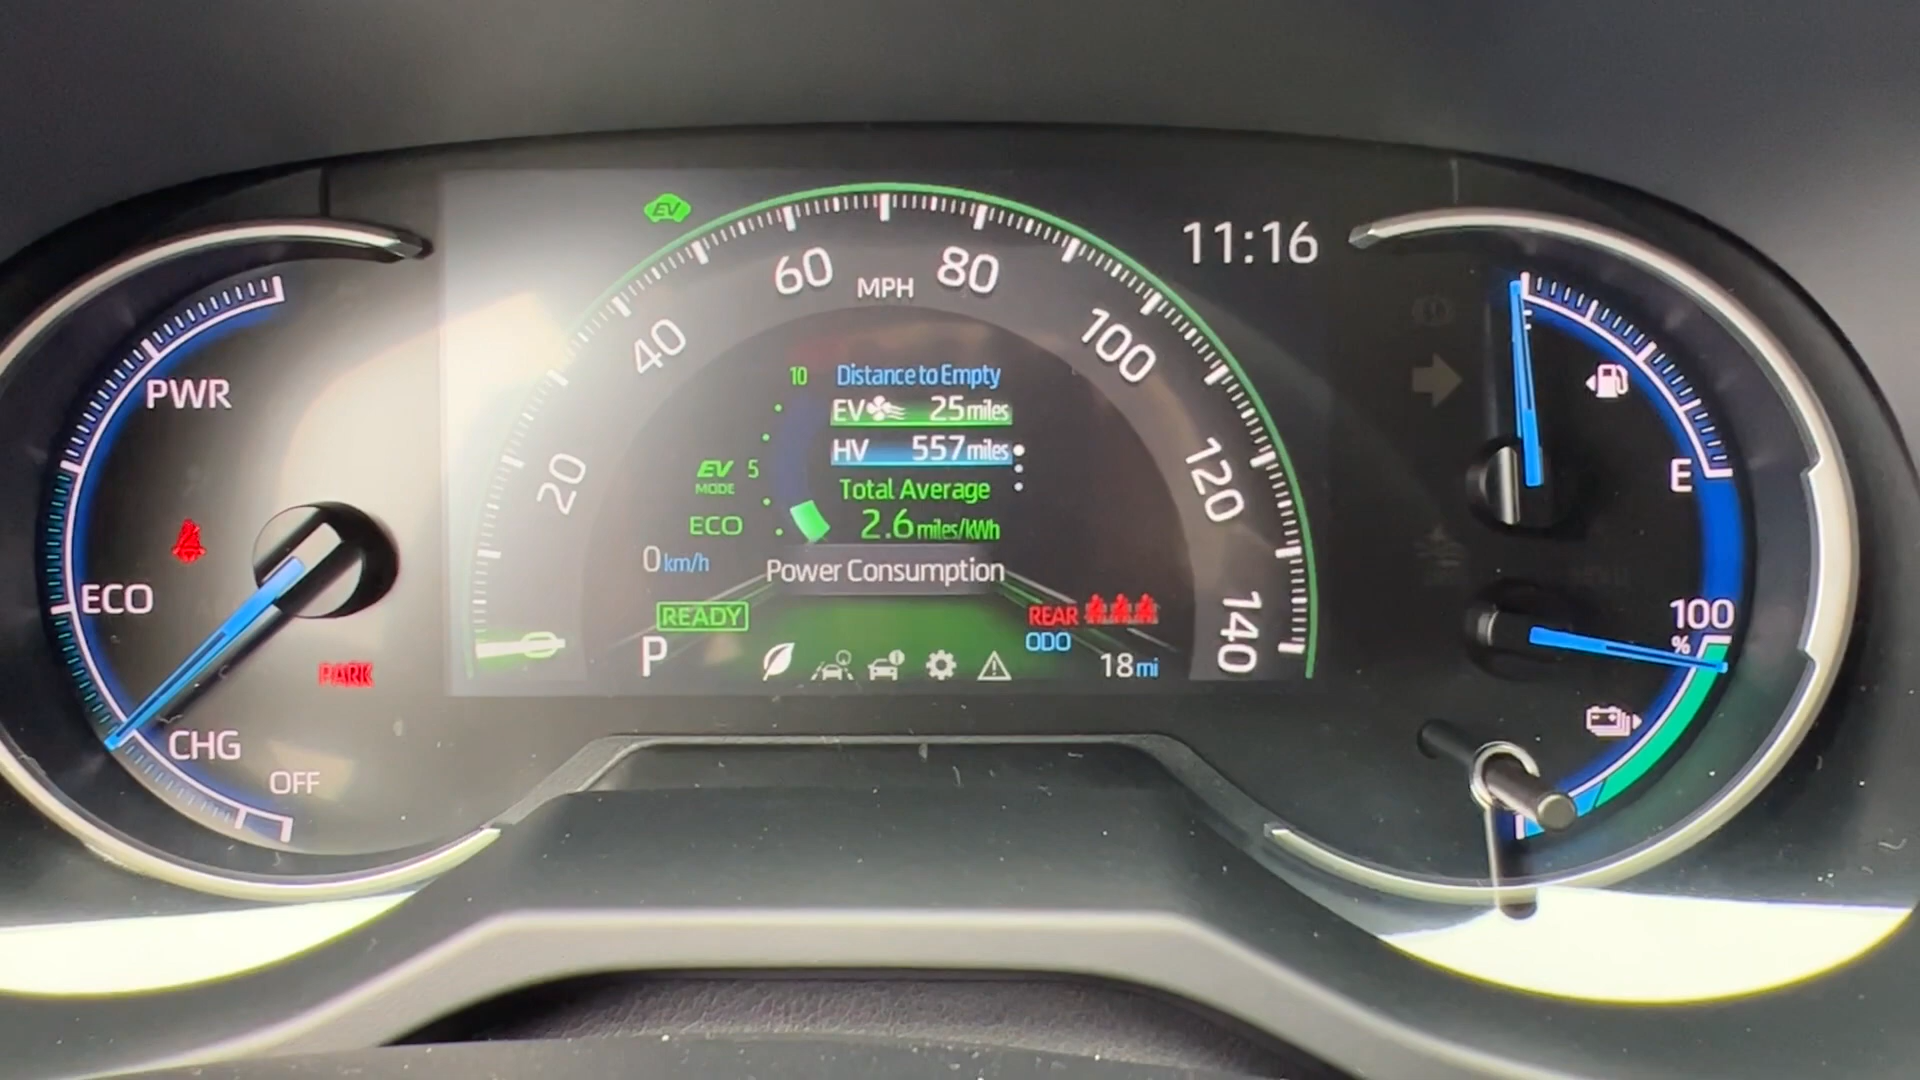 EV
11:16
60
MPH
80
40
100
20
120
140
PWR
ECO
CHG
OFF
PARK
10
Distance to Empty
EV 25 miles
HV 557 miles
EV 5
MODE
Total Average
ECO
2.6 miles/kWh
0 km/h
Power Consumption
READY
REAR
ODO
P
18 mi
E
100
%